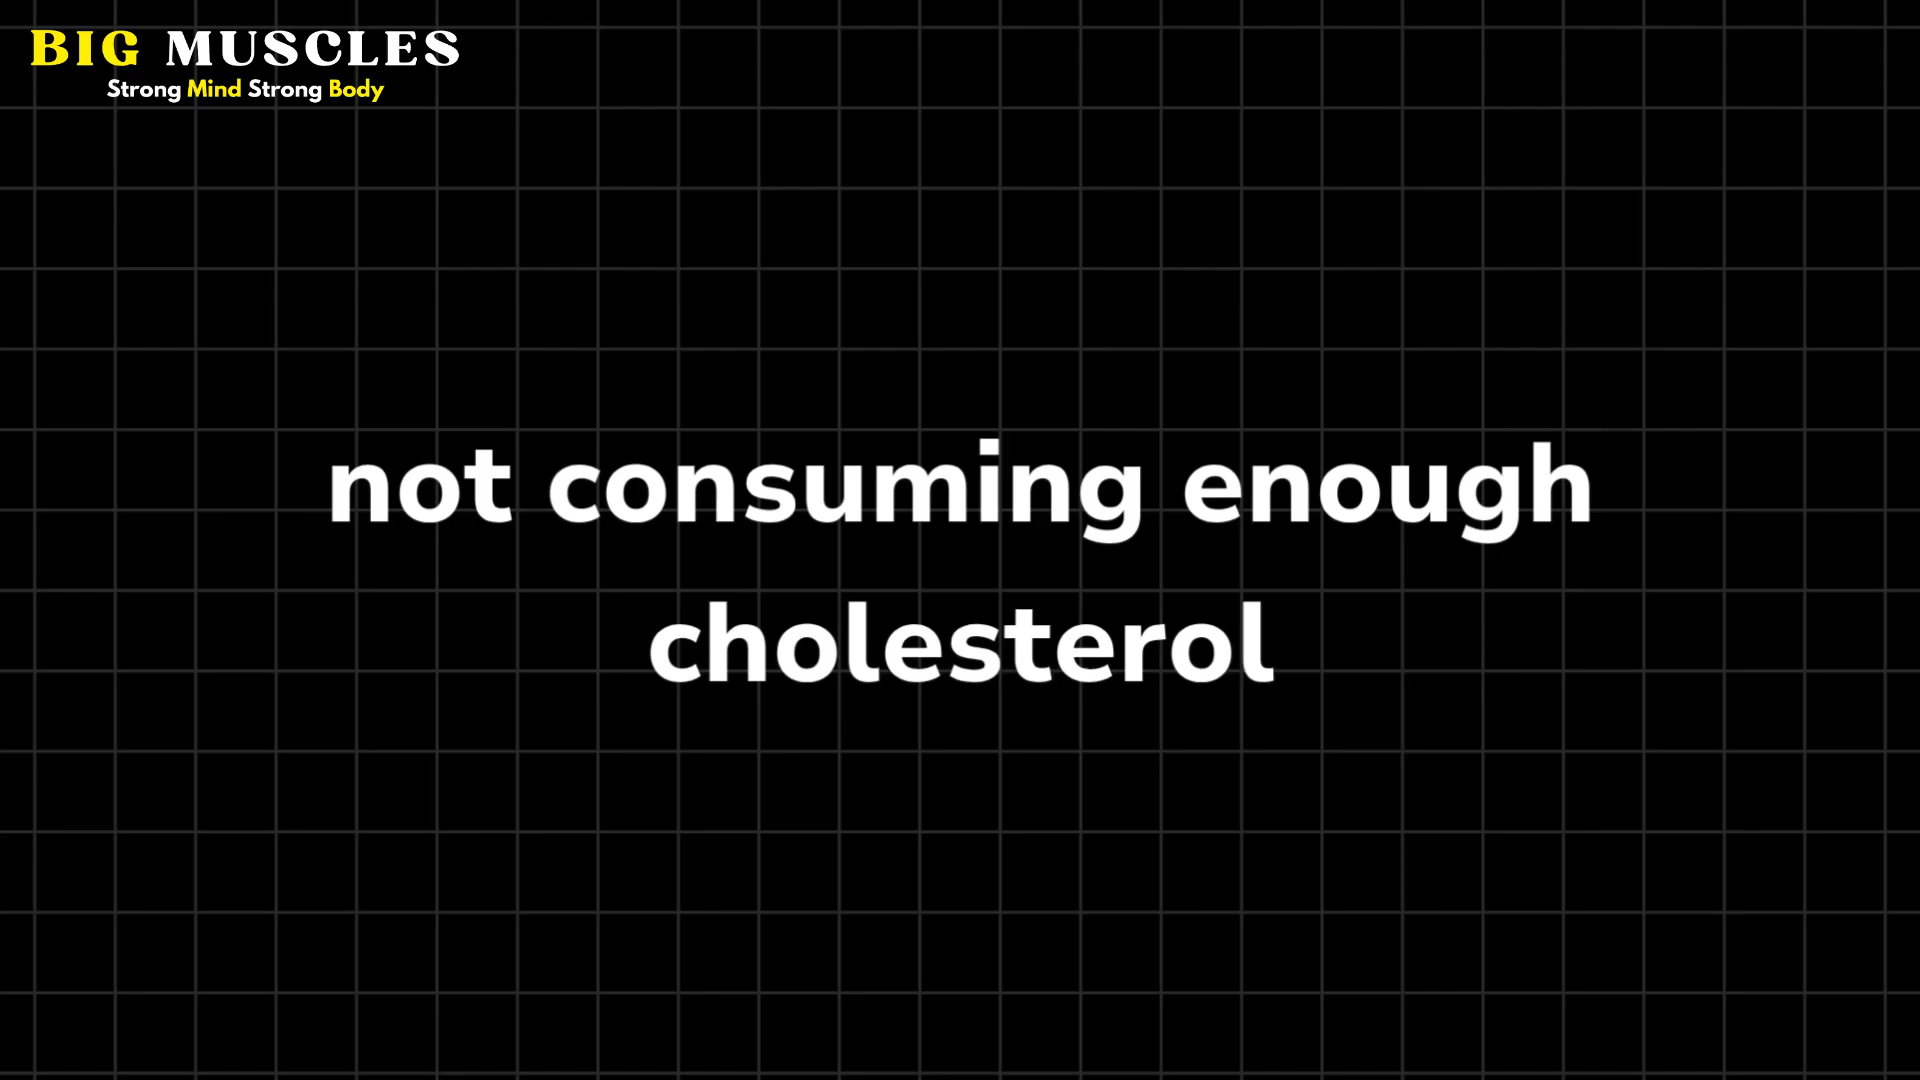 BIG MUSCLES
Strong Mind Strong Body
not consuming enough
cholesterol